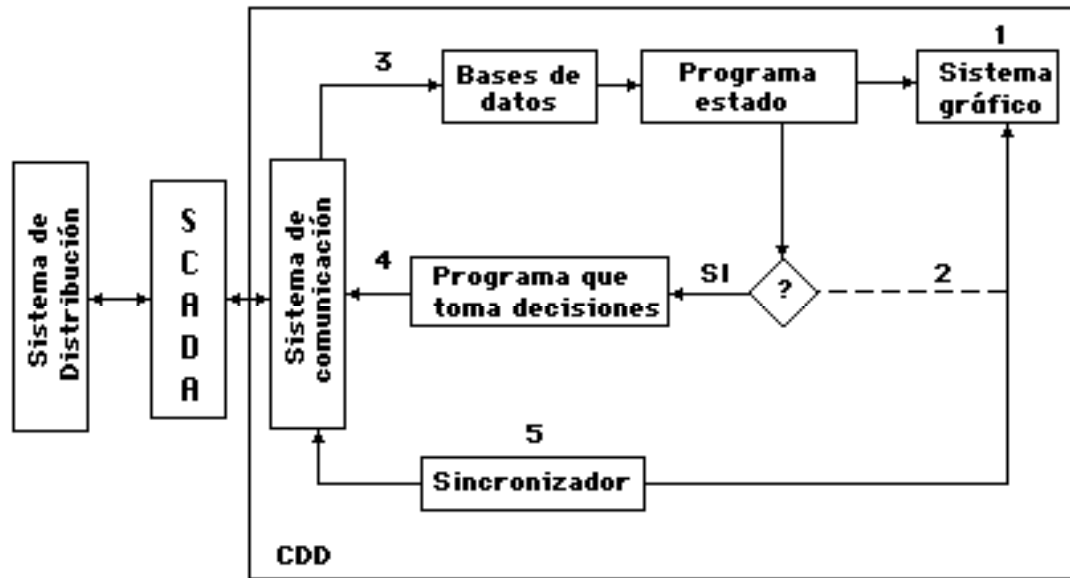 1
3
Bases de
datos
Programa
estado
Sistema
gráfico
Sistema de
Distribución
S
C
A
D
A
Sistema de
comunicación
4
Programa que
toma decisiones
SI
?
2
5
Sincronizador
CDD